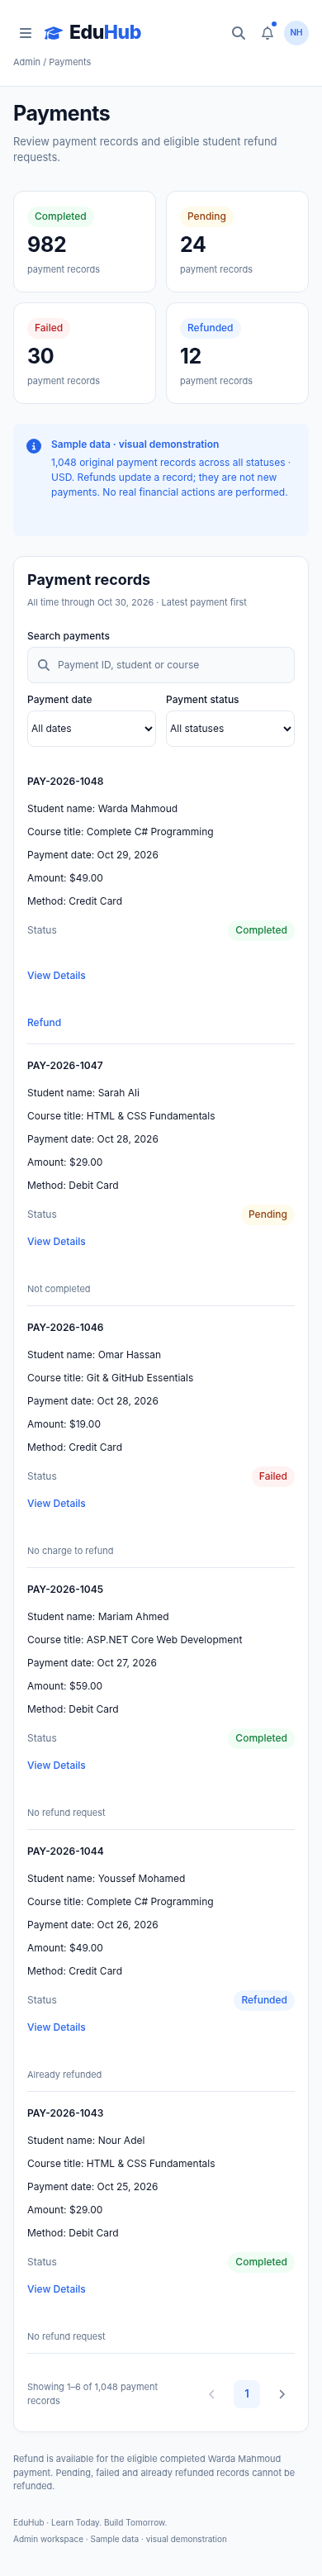 EduHub
NH
Admin / Payments
Payments
Review payment records and eligible student refund
requests.
Completed
982
payment records
Pending
24
payment records
Failed
30
payment records
Refunded
12
payment records
Sample data · visual demonstration
1,048 original payment records across all statuses ·
USD. Refunds update a record; they are not new
payments. No real financial actions are performed.
Payment records
All time through Oct 30, 2026 · Latest payment first
Search payments
Payment ID, student or course
Payment date
Payment status
All dates
All statuses
PAY-2026-1048
Student name: Warda Mahmoud
Course title: Complete C# Programming
Payment date: Oct 29, 2026
Amount: $49.00
Method: Credit Card
Status
Completed
View Details
Refund
PAY-2026-1047
Student name: Sarah Ali
Course title: HTML & CSS Fundamentals
Payment date: Oct 28, 2026
Amount: $29.00
Method: Debit Card
Status
Pending
View Details
Not completed
PAY-2026-1046
Student name: Omar Hassan
Course title: Git & GitHub Essentials
Payment date: Oct 28, 2026
Amount: $19.00
Method: Credit Card
Status
Failed
View Details
No charge to refund
PAY-2026-1045
Student name: Mariam Ahmed
Course title: ASP.NET Core Web Development
Payment date: Oct 27, 2026
Amount: $59.00
Method: Debit Card
Status
Completed
View Details
No refund request
PAY-2026-1044
Student name: Youssef Mohamed
Course title: Complete C# Programming
Payment date: Oct 26, 2026
Amount: $49.00
Method: Credit Card
Status
Refunded
View Details
Already refunded
PAY-2026-1043
Student name: Nour Adel
Course title: HTML & CSS Fundamentals
Payment date: Oct 25, 2026
Amount: $29.00
Method: Debit Card
Status
Completed
View Details
No refund request
Showing 1–6 of 1,048 payment
records
1
Refund is available for the eligible completed Warda Mahmoud
payment. Pending, failed and already refunded records cannot be
refunded.
EduHub · Learn Today. Build Tomorrow.
Admin workspace · Sample data · visual demonstration